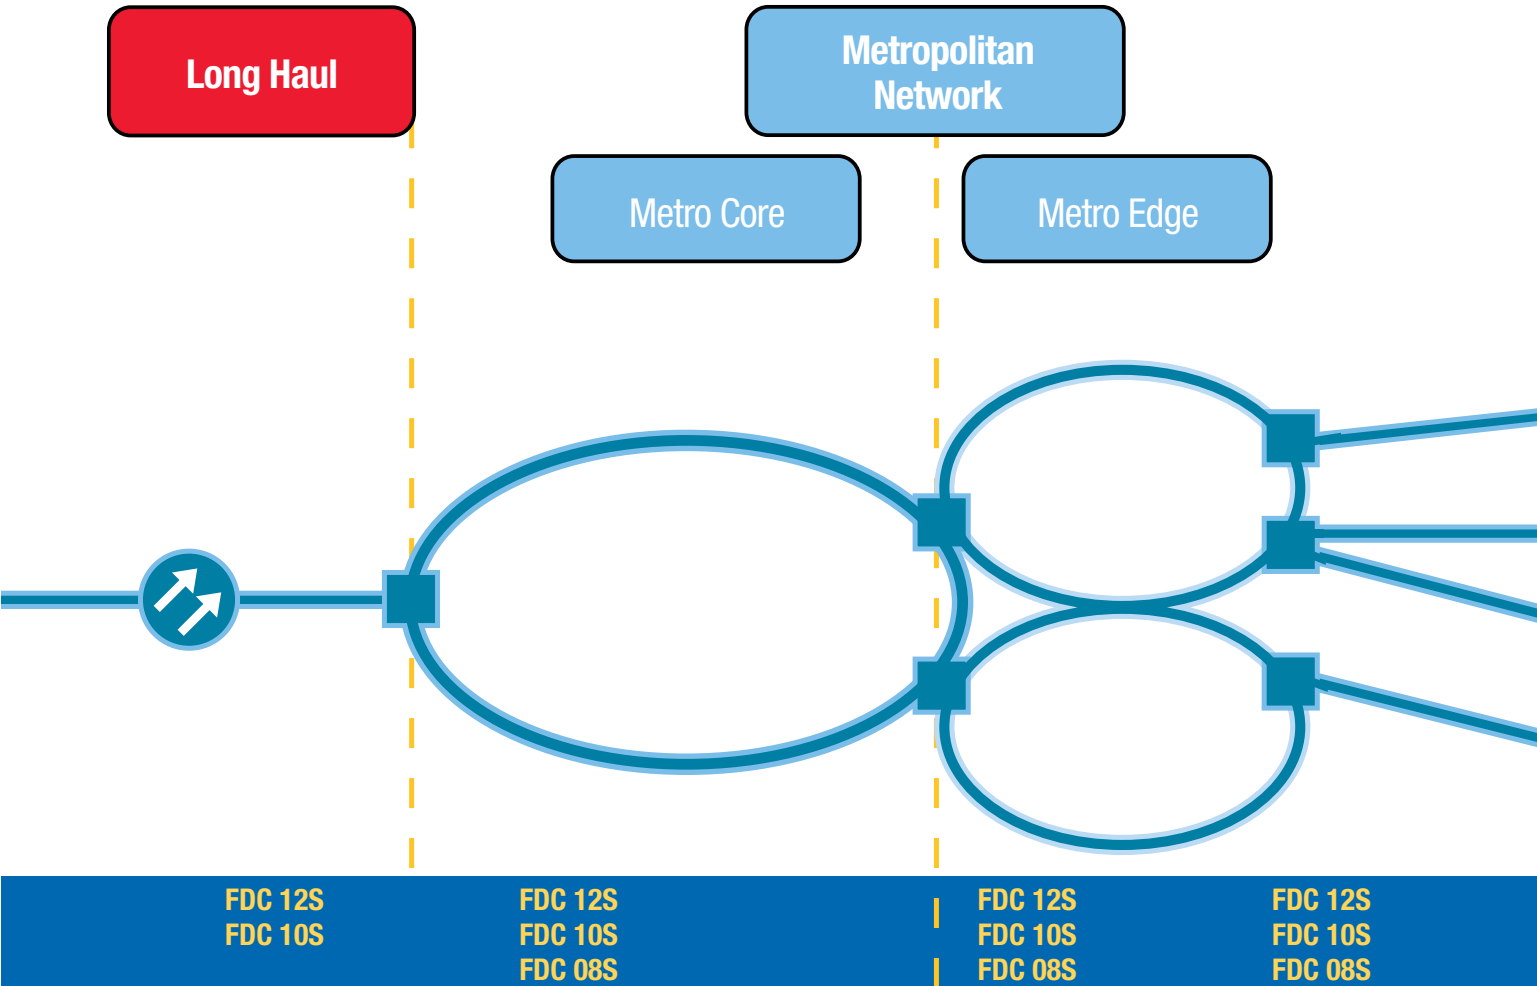 Long Haul
Metropolitan
Network
Metro Core
Metro Edge
FDC 12S
FDC 10S
FDC 12S
FDC 10S
FDC 08S
FDC 12S
FDC 10S
FDC 08S
FDC 12S
FDC 10S
FDC 08S